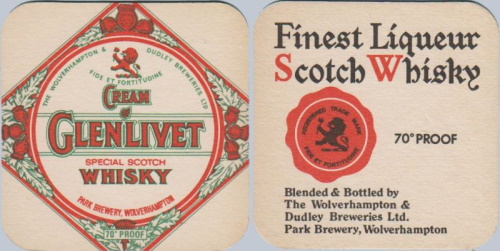 THE WOLVERHAMPTON & DUDLEY BREWERIES LTD
FIDE ET FORTITUDINE
CREAM
OF
GLENLIVET
SPECIAL SCOTCH
WHISKY
PARK BREWERY, WOLVERHAMPTON
70° PROOF
Finest Liqueur
Scotch Whisky
REGISTERED TRADE MARK
FIDE ET FORTITUDINE
70° PROOF
Blended & Bottled by
The Wolverhampton &
Dudley Breweries Ltd.
Park Brewery, Wolverhampton